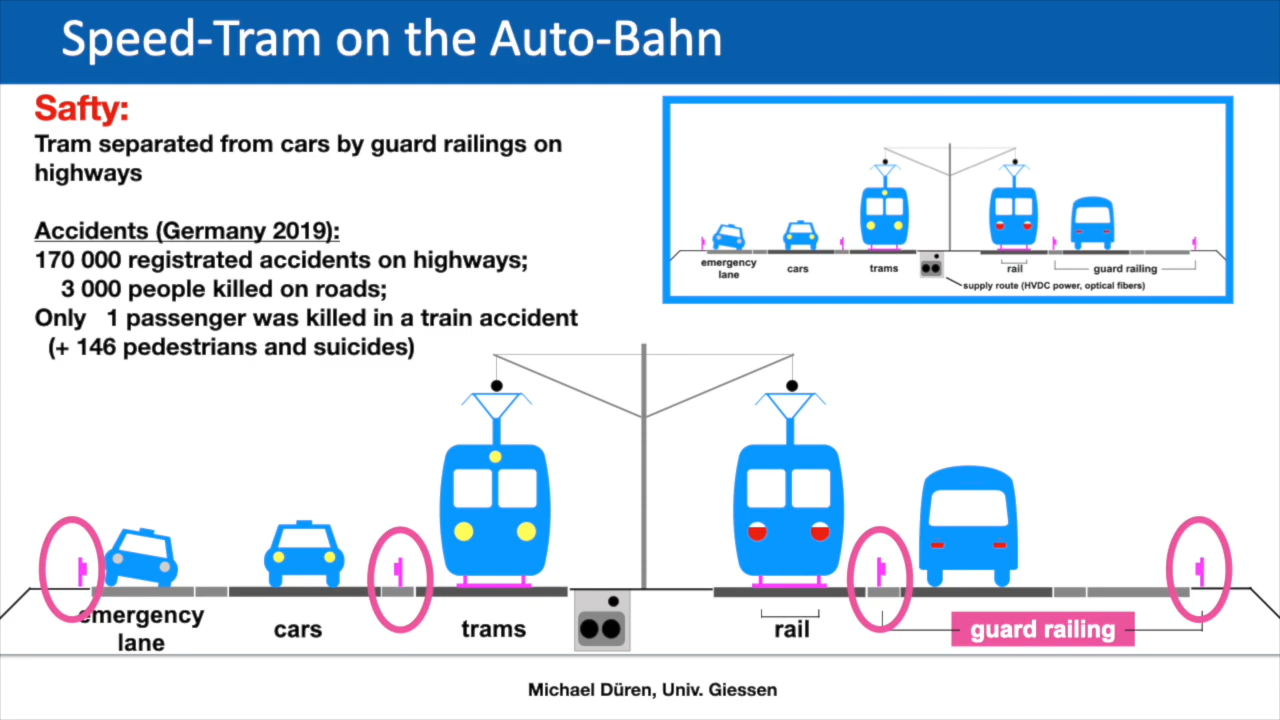 Speed-Tram on the Auto-Bahn
Safty:
Tram separated from cars by guard railings on
highways
Accidents (Germany 2019):
170 000 registrated accidents on highways;
3 000 people killed on roads;
Only 1 passenger was killed in a train accident
(+ 146 pedestrians and suicides)
emergency
lane
cars
trams
rail
guard railing
supply route (HVDC power, optical fibers)
emergency
lane
cars
trams
rail
guard railing
Michael Düren, Univ. Giessen